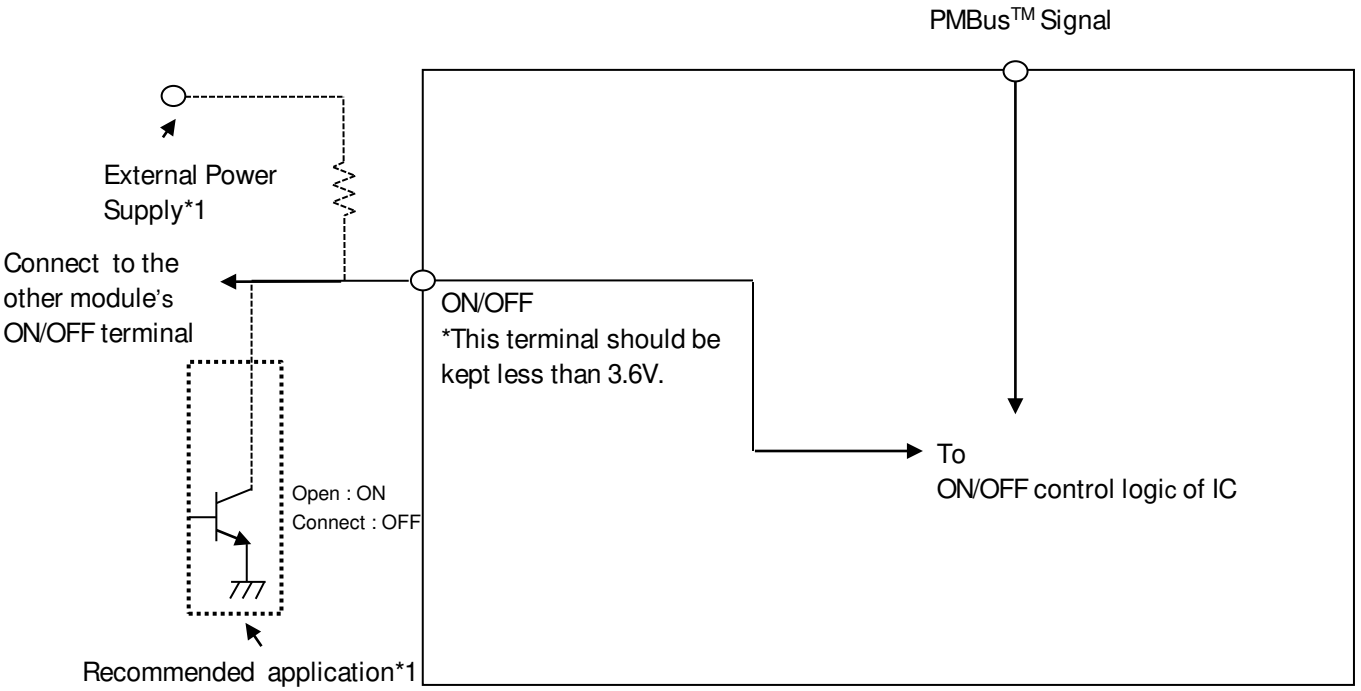 PMBus™ Signal
External Power
Supply*1
Connect to the
other module's
ON/OFF terminal
ON/OFF
*This terminal should be
kept less than 3.6V.
To
ON/OFF control logic of IC
Open : ON
Connect : OFF
Recommended application*1